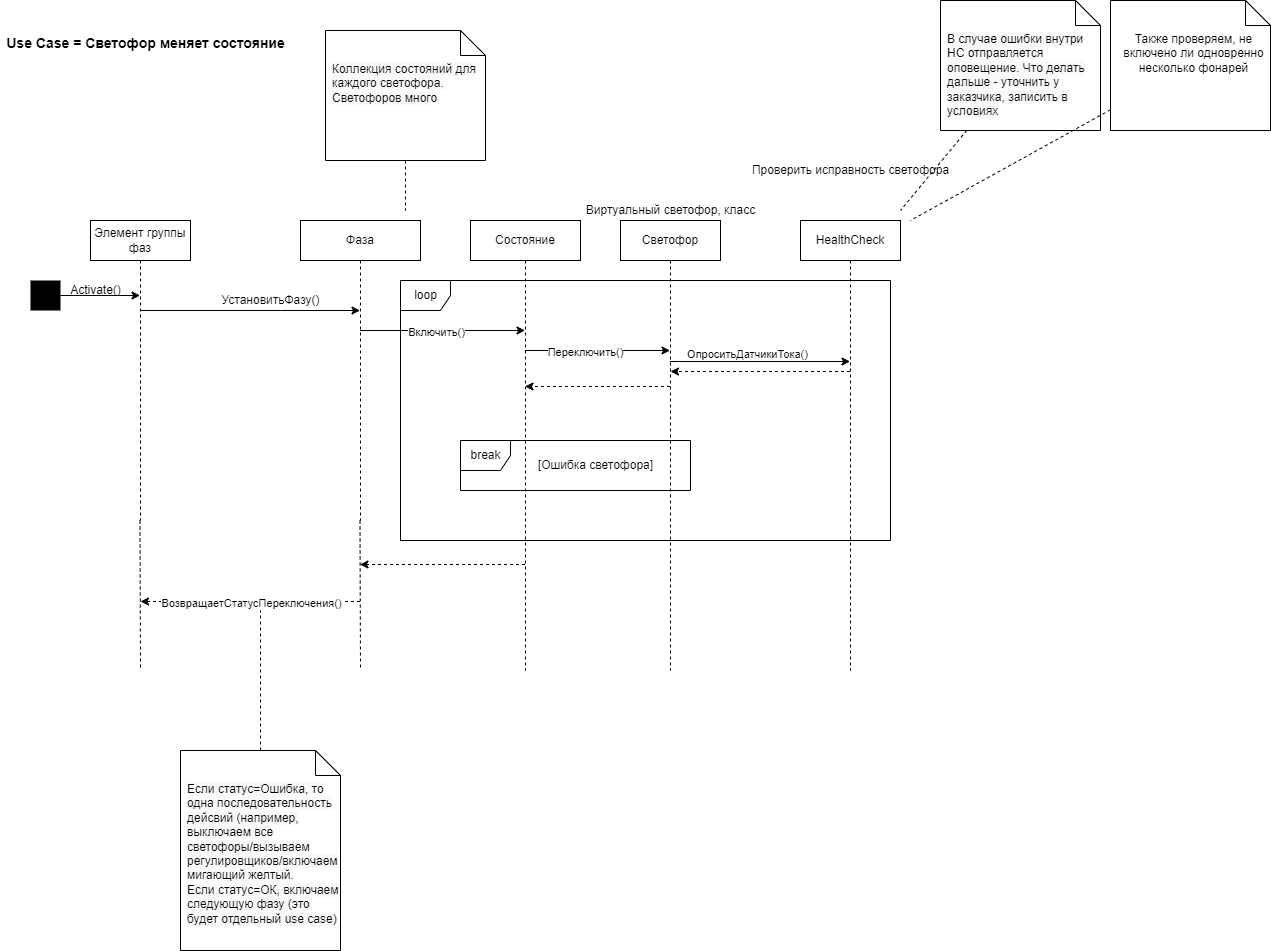 Use Case = Светофор меняет состояние
Коллекция состояний для
каждого светофора.
Светофоров много
В случае ошибки внутри
HC отправляется
оповещение. Что делать
дальше - уточнить у
заказчика, записить в
условиях
Также проверяем, не
включено ли одновренно
несколько фонарей
Проверить исправность светофора
Виртуальный светофор, класс
Элемент группы
фаз
Фаза
Состояние
Светофор
HealthCheck
Activate()
УстановитьФазу()
loop
Включить()
Переключить()
ОпроситьДатчикиТока()
break
[Ошибка светофора]
ВозвращаетСтатусПереключения()
Если статус=Ошибка, то
одна последовательность
дейсвий (например,
выключаем все
светофоры/вызываем
регулировщиков/включаем
мигающий желтый.
Если статус=ОК, включаем
следующую фазу (это
будет отдельный use case)